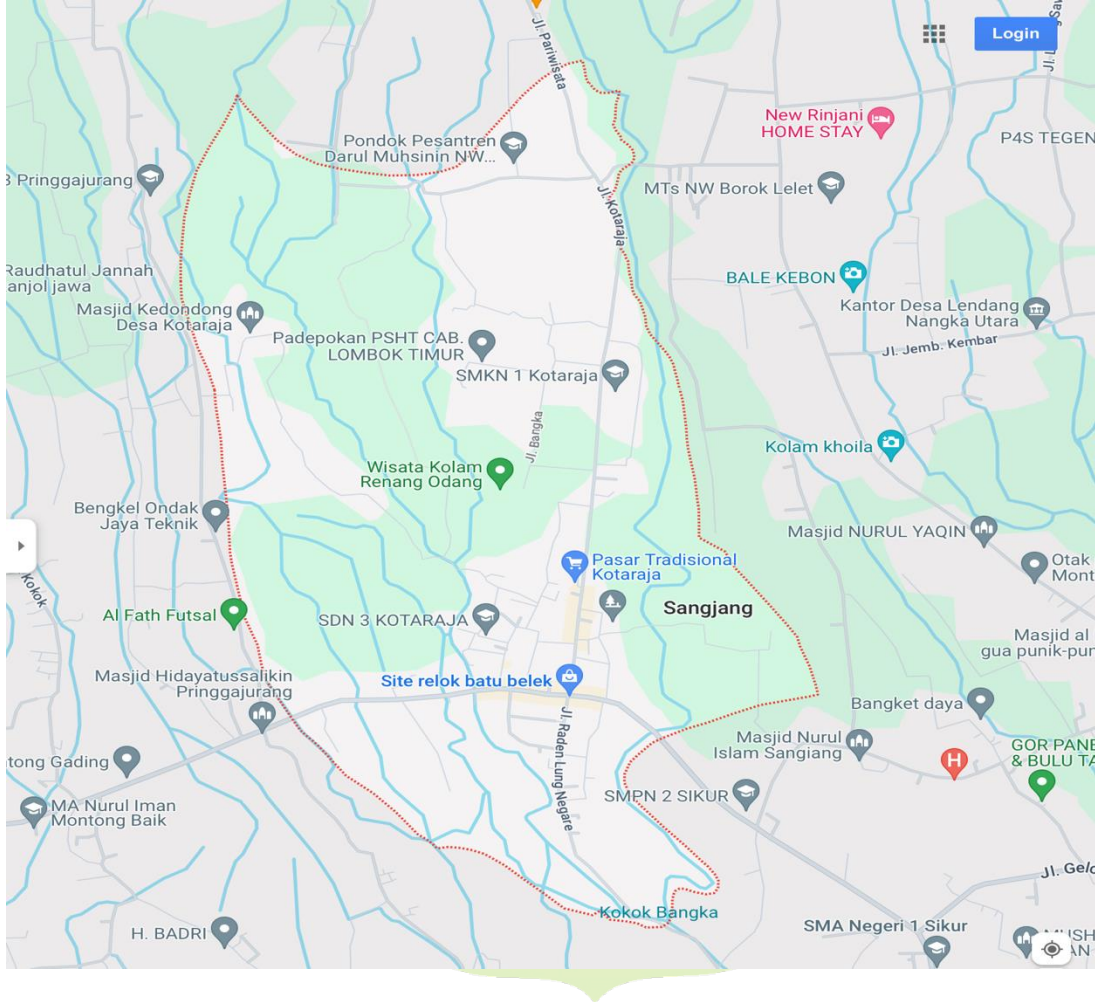 Jl. Pariwisata
Login
New Rinjani
HOME STAY
Pondok Pesantren
Darul Muhsinin NW...
P4S TEGEN
3 Pringgajurang
MTs NW Borok Lelet
Jl. Kotaraja
Raudhatul Jannah
anjol jawa
BALE KEBON
Masjid Kedondong
Desa Kotaraja
Kantor Desa Lendang
Nangka Utara
Padepokan PSHT CAB.
LOMBOK TIMUR
Jl. Jemb. Kembar
SMKN 1 Kotaraja
Jl. Bangka
Kolam khoila
Wisata Kolam
Renang Odang
Bengkel Ondak
Jaya Teknik
Masjid NURUL YAQIN
Kokok
Pasar Tradisional
Kotaraja
Otak
Mont
Al Fath Futsal
SDN 3 KOTARAJA
Sangjang
Masjid al
gua punik-pun
Masjid Hidayatussalikin
Pringgajurang
Site relok batu belek
Bangket daya
Jl. Raden Lung Negare
Masjid Nurul
Islam Sangiang
tong Gading
H
GOR PANE
& BULU TA
MA Nurul Iman
Montong Baik
SMPN 2 SIKUR
Jl. Gelo
Kokok Bangka
H. BADRI
SMA Negeri 1 Sikur